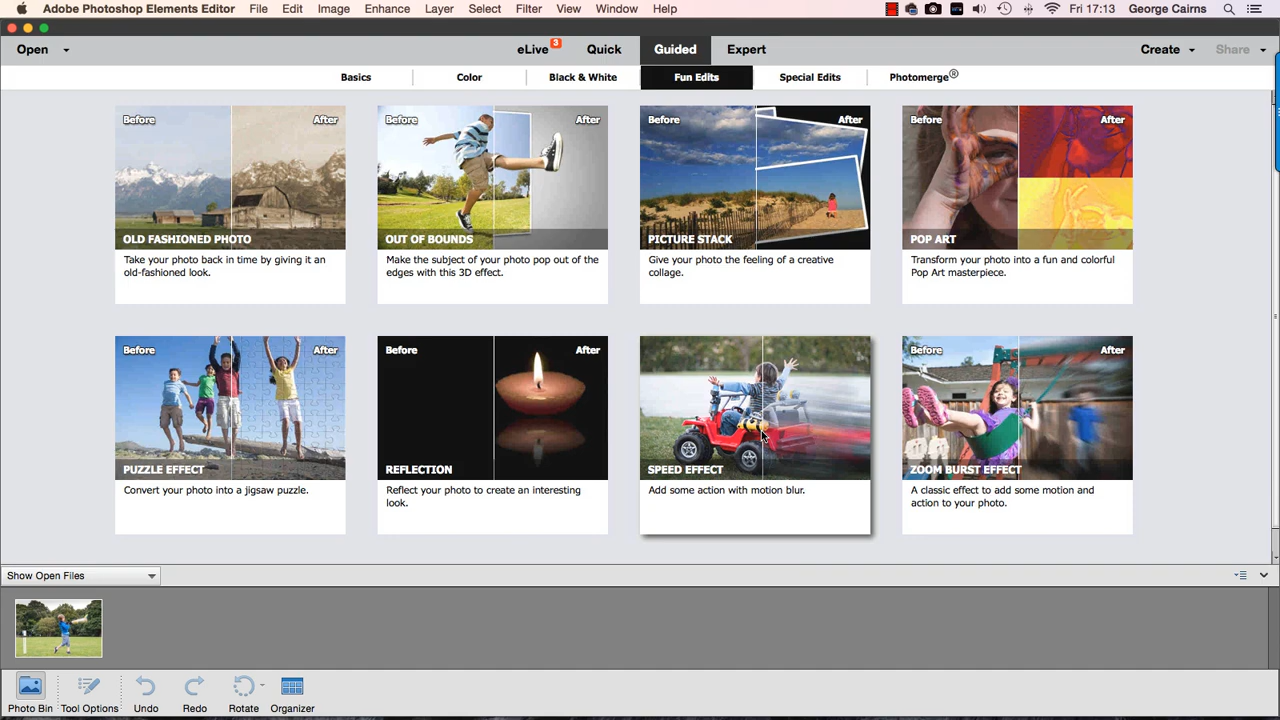 Adobe Photoshop Elements Editor File Edit Image Enhance Layer Select Filter View Window Help Fri 17:13 George Cairns
Open eLive 3 Quick Guided Expert Create Share
Basics Color Black & White Fun Edits Special Edits Photomerge®
Before After Before After Before After Before After
OLD FASHIONED PHOTO OUT OF BOUNDS PICTURE STACK POP ART
Take your photo back in time by giving it an Make the subject of your photo pop out of the Give your photo the feeling of a creative Transform your photo into a fun and colorful
old-fashioned look. edges with this 3D effect. collage. Pop Art masterpiece.
Before After Before After Before After
PUZZLE EFFECT REFLECTION SPEED EFFECT ZOOM BURST EFFECT
Convert your photo into a jigsaw puzzle. Reflect your photo to create an interesting Add some action with motion blur. A classic effect to add some motion and
look. action to your photo.
Show Open Files
Photo Bin Tool Options Undo Redo Rotate Organizer